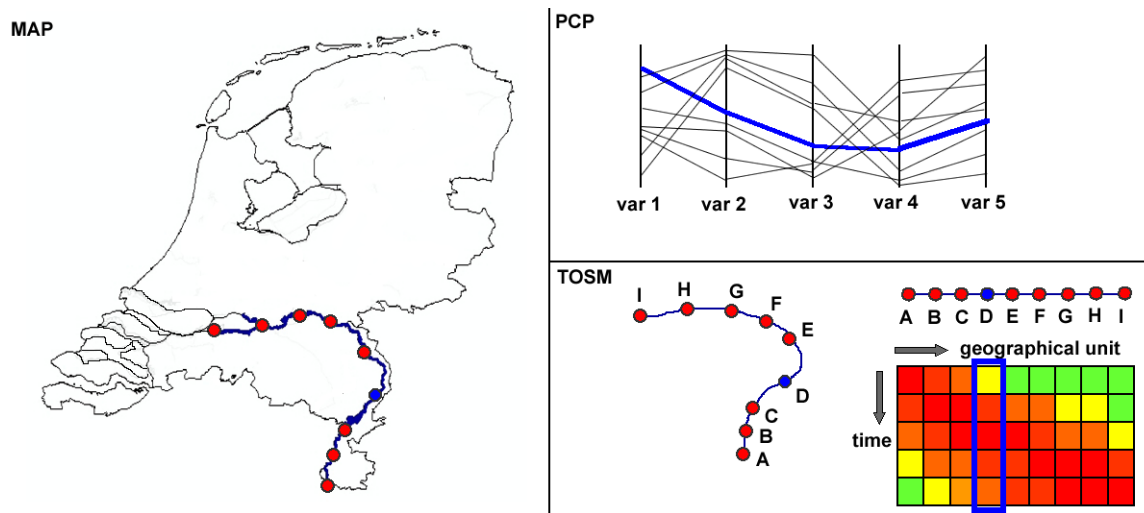 MAP
PCP
var 1 var 2 var 3 var 4 var 5
TOSM
I H G F E D C B A
A B C D E F G H I
geographical unit
time